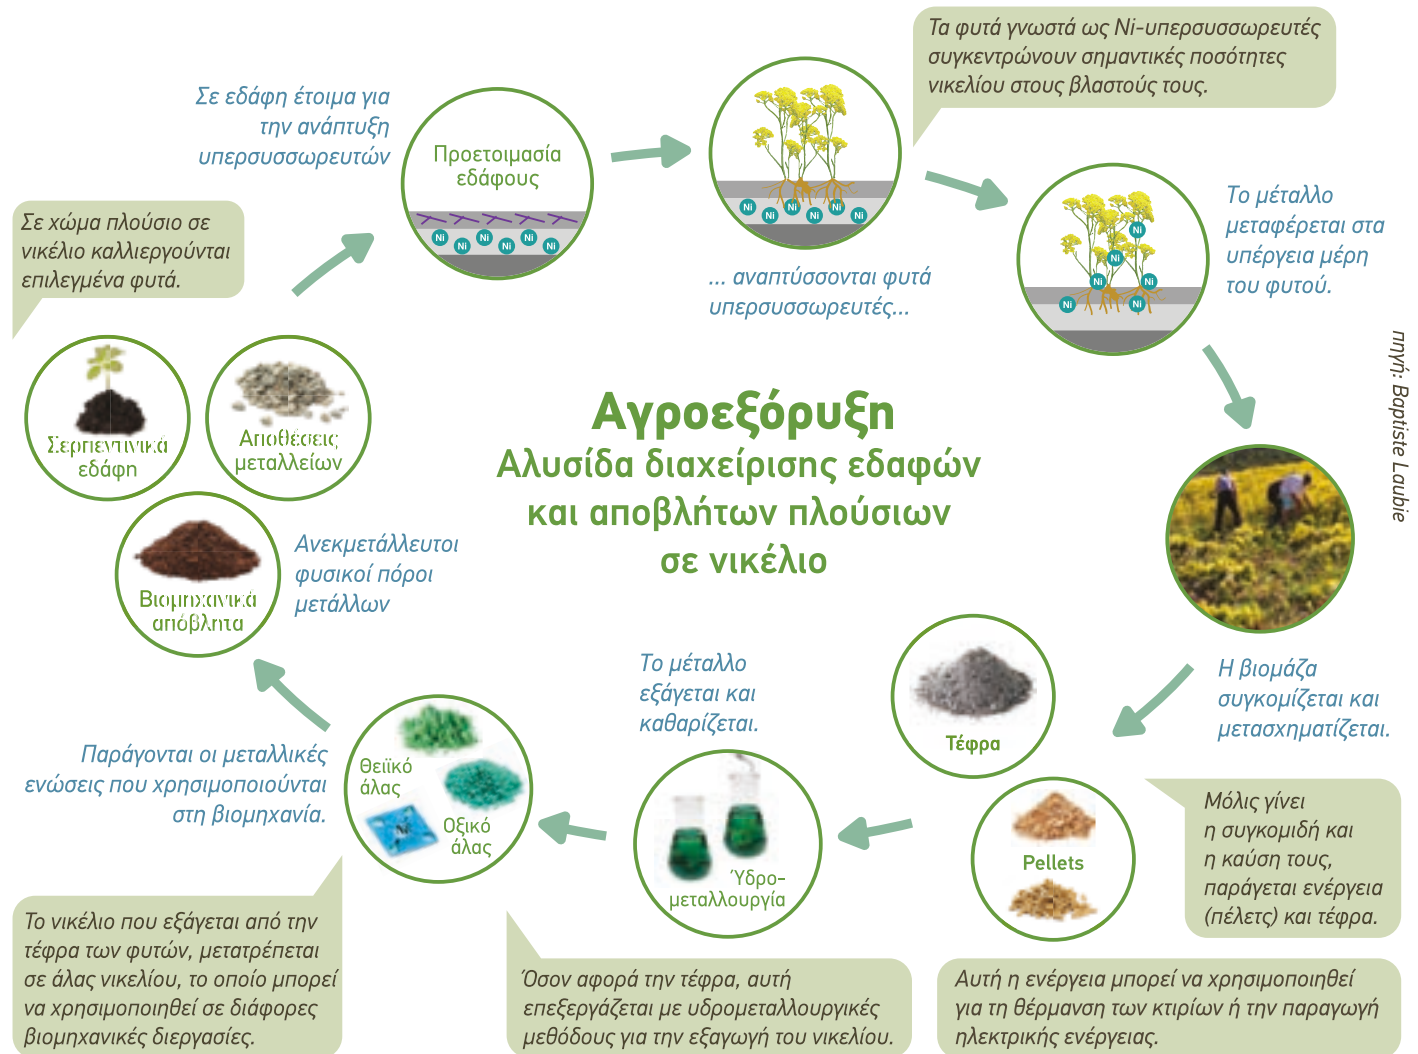 Αγροεξόρυξη
Αλυσίδα διαχείρισης εδαφών
και αποβλήτων πλούσιων
σε νικέλιο
Σε χώμα πλούσιο σε
νικέλιο καλλιεργούνται
επιλεγμένα φυτά.
Σερπεντινικά
εδάφη
Αποθέσεις
μεταλλείων
Βιομηχανικά
απόβλητα
Ανεκμετάλλευτοι
φυσικοί πόροι
μετάλλων
Σε εδάφη έτοιμα για
την ανάπτυξη
υπερσυσσωρευτών
Προετοιμασία
εδάφους
Ni Ni Ni Ni Ni Ni
Τα φυτά γνωστά ως Ni-υπερσυσσωρευτές
συγκεντρώνουν σημαντικές ποσότητες
νικελίου στους βλαστούς τους.
Ni Ni Ni Ni Ni Ni
... αναπτύσσονται φυτά
υπερσυσσωρευτές...
Ni
Ni
Ni Ni
Ni Ni
Το μέταλλο
μεταφέρεται στα
υπέργεια μέρη
του φυτού.
πηγή: Baptiste Laubie
Η βιομάζα
συγκομίζεται και
μετασχηματίζεται.
Τέφρα
Pellets
Μόλις γίνει
η συγκομιδή και
η καύση τους,
παράγεται ενέργεια
(πέλετς) και τέφρα.
Αυτή η ενέργεια μπορεί να χρησιμοποιηθεί
για τη θέρμανση των κτιρίων ή την παραγωγή
ηλεκτρικής ενέργειας.
Το μέταλλο
εξάγεται και
καθαρίζεται.
Ύδρο-
μεταλλουργία
Όσον αφορά την τέφρα, αυτή
επεξεργάζεται με υδρομεταλλουργικές
μεθόδους για την εξαγωγή του νικελίου.
Θειϊκό
άλας
Ni
Οξικό
άλας
Παράγονται οι μεταλλικές
ενώσεις που χρησιμοποιούνται
στη βιομηχανία.
Το νικέλιο που εξάγεται από την
τέφρα των φυτών, μετατρέπεται
σε άλας νικελίου, το οποίο μπορεί
να χρησιμοποιηθεί σε διάφορες
βιομηχανικές διεργασίες.